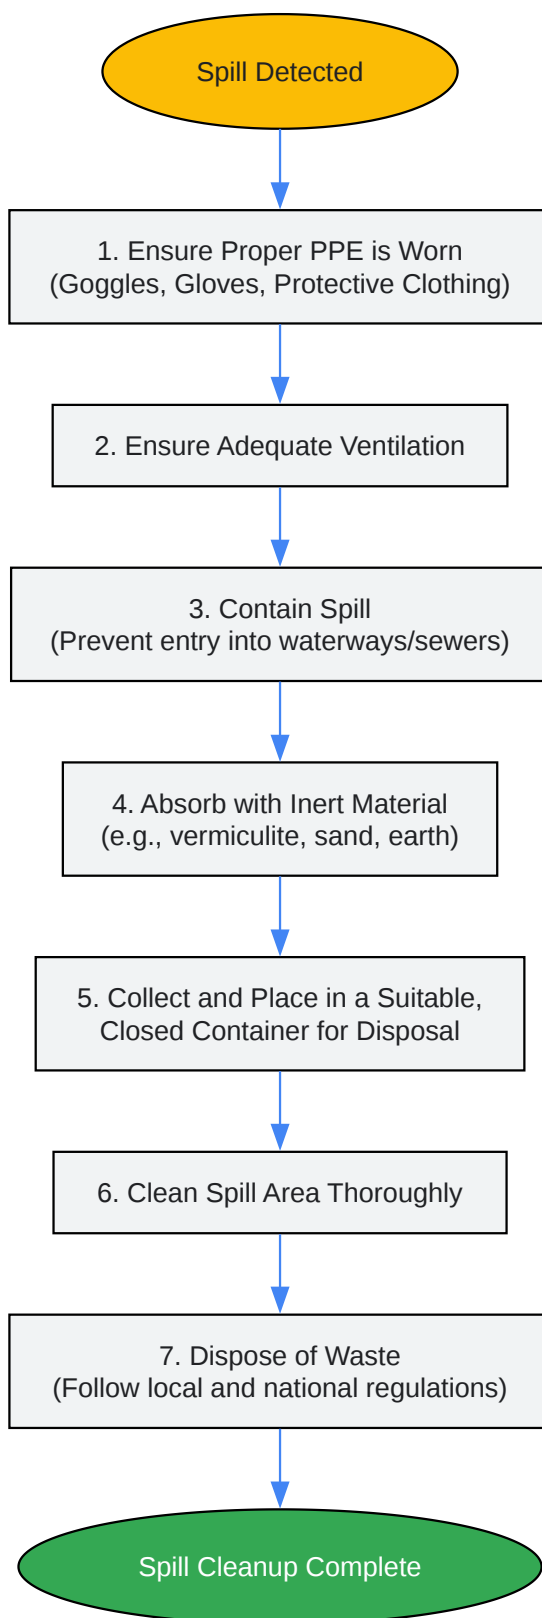 Spill Detected
1. Ensure Proper PPE is Worn
(Goggles, Gloves, Protective Clothing)
2. Ensure Adequate Ventilation
3. Contain Spill
(Prevent entry into waterways/sewers)
4. Absorb with Inert Material
(e.g., vermiculite, sand, earth)
5. Collect and Place in a Suitable,
Closed Container for Disposal
6. Clean Spill Area Thoroughly
7. Dispose of Waste
(Follow local and national regulations)
Spill Cleanup Complete